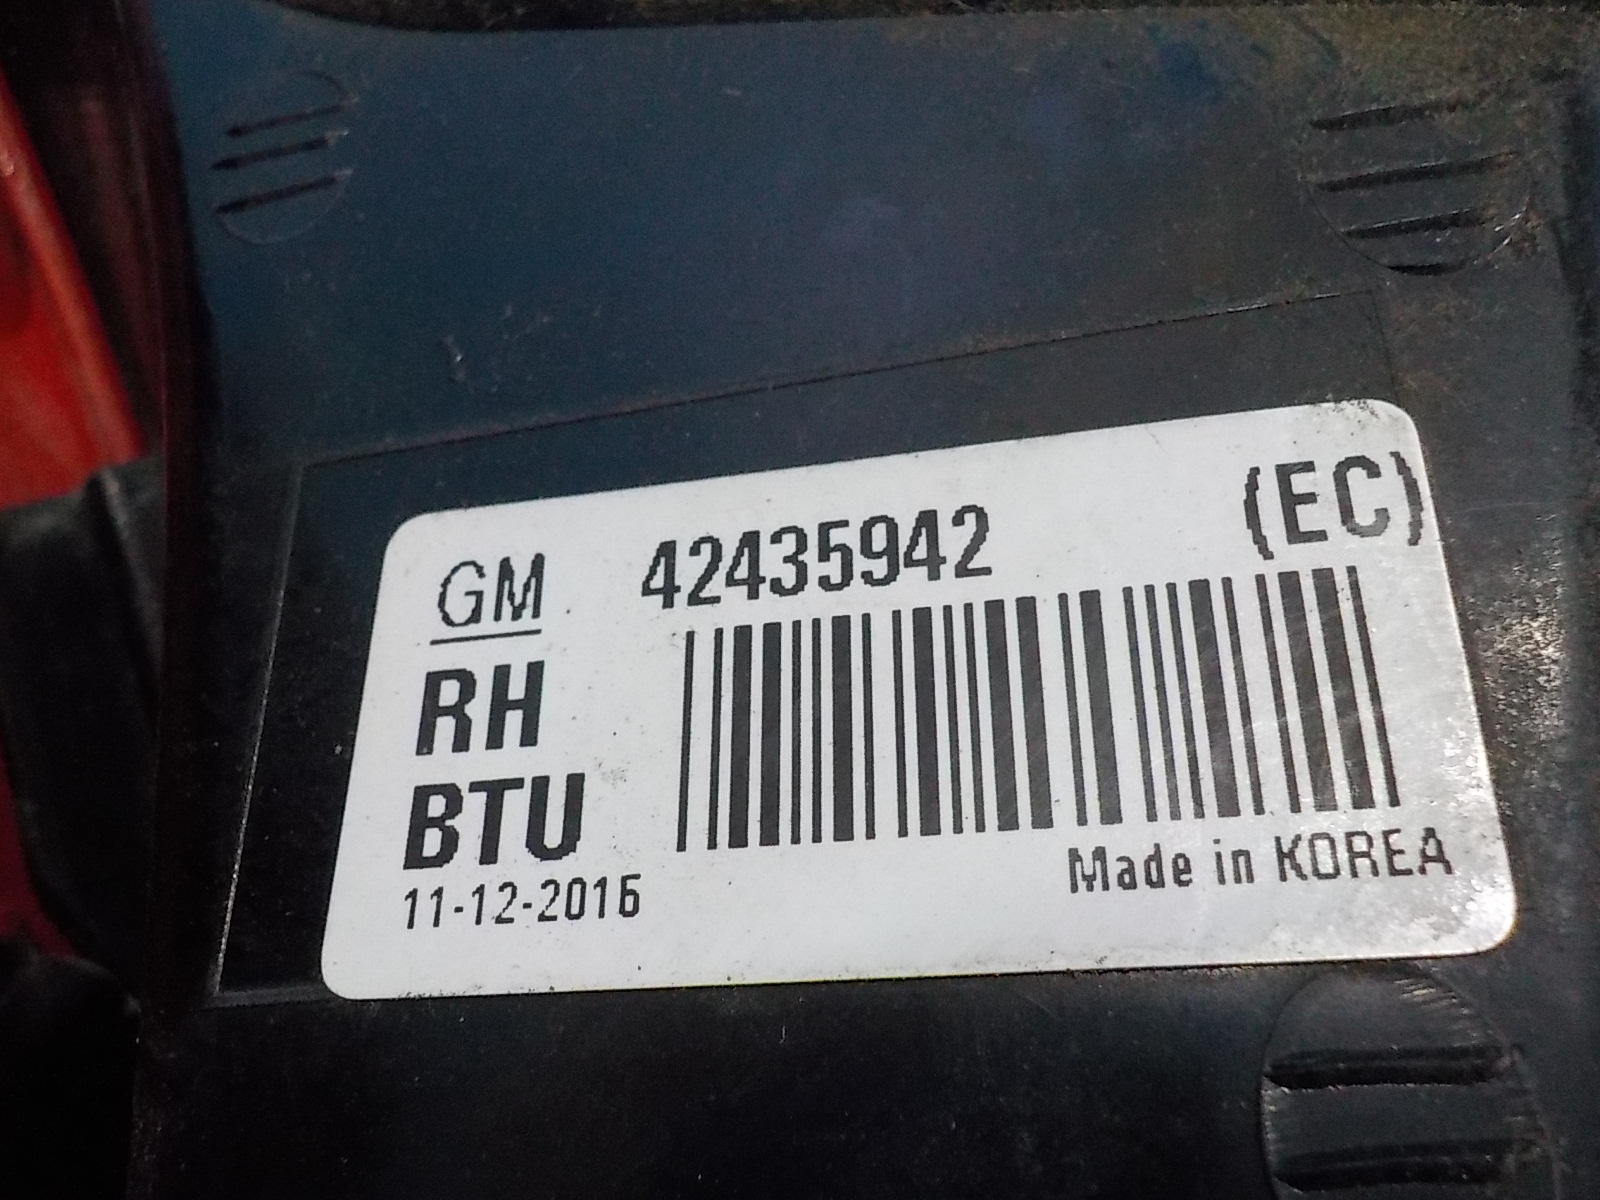 GM 42435942 (EC)
RH
BTU
11-12-2016
Made in KOREA